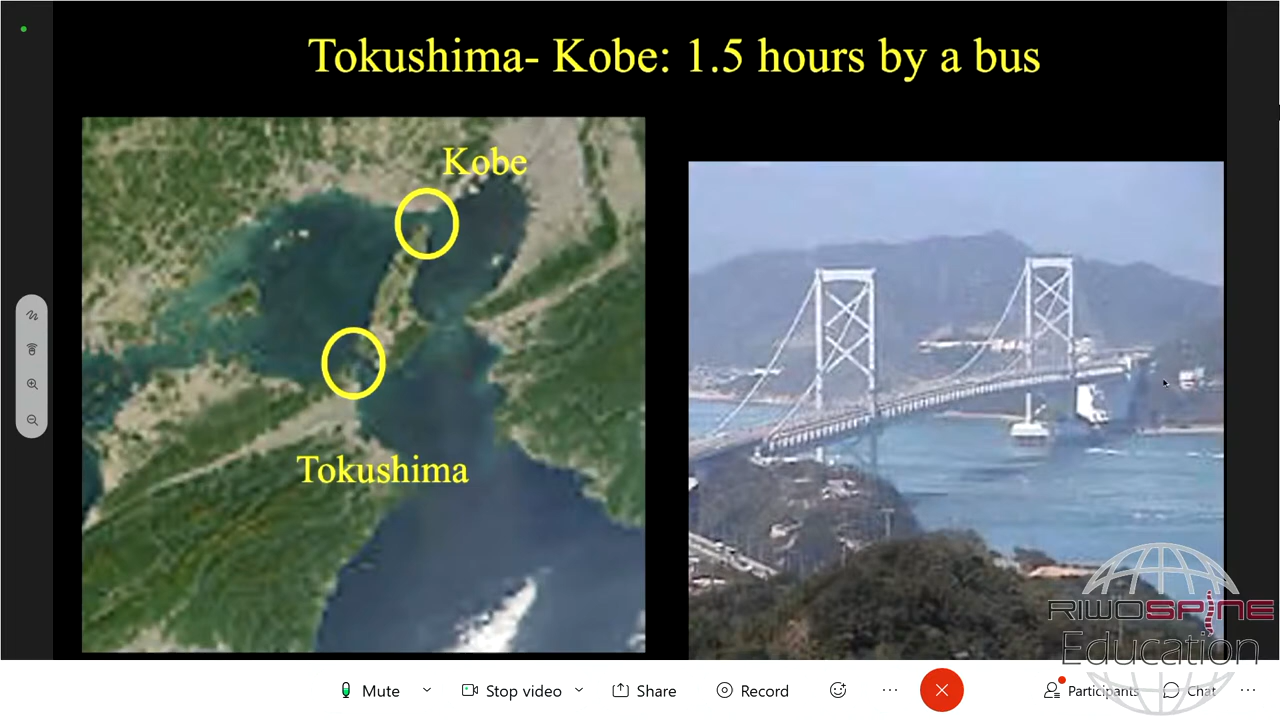 Tokushima- Kobe: 1.5 hours by a bus
Kobe
Tokushima
RIWOSPINE
Education
Mute
Stop video
Share
Record
Participants
Chat